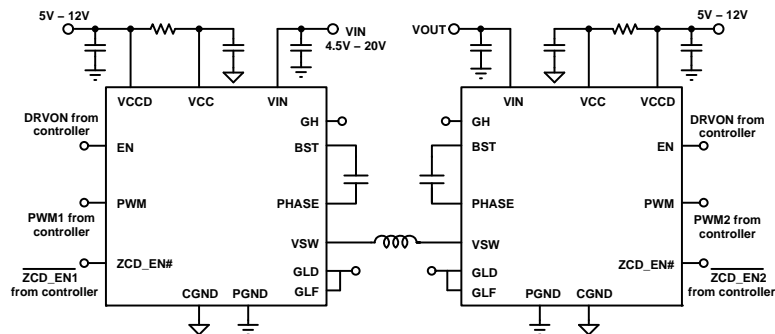 5V – 12V
VIN
4.5V – 20V
VOUT
5V – 12V
VCCD
VCC
VIN
VIN
VCC
VCCD
DRVON from
controller
EN
GH
BST
GH
BST
EN
DRVON from
controller
PWM1 from
controller
PWM
PHASE
PHASE
PWM
PWM2 from
controller
VSW
VSW
ZCD_EN1
from controller
ZCD_EN#
GLD
GLF
GLD
GLF
ZCD_EN#
ZCD_EN2
from controller
CGND
PGND
PGND
CGND